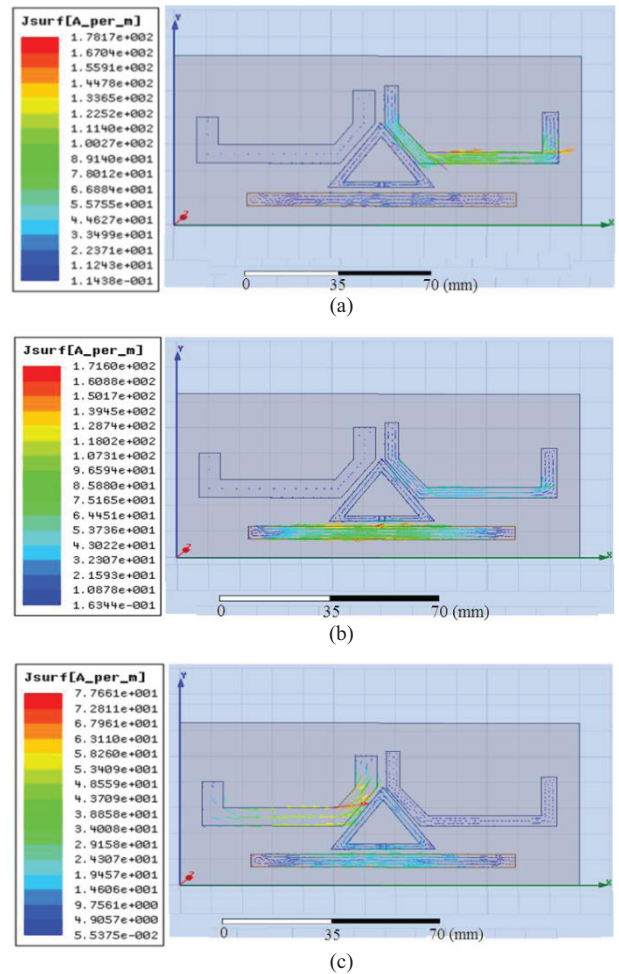 Jsurf[A_per_m]
1.7817e+002
1.6704e+002
1.5591e+002
1.4478e+002
1.3365e+002
1.2252e+002
1.1140e+002
1.0027e+002
8.9140e+001
7.8012e+001
6.6884e+001
5.5755e+001
4.4627e+001
3.3499e+001
2.2371e+001
1.1243e+001
1.1438e-001
Y
X
0 35 70 (mm)
(a)
Jsurf[A_per_m]
1.7160e+002
1.6088e+002
1.5017e+002
1.3945e+002
1.2874e+002
1.1802e+002
1.0731e+002
9.6594e+001
8.5880e+001
7.5165e+001
6.4451e+001
5.3736e+001
4.3022e+001
3.2307e+001
2.1593e+001
1.0878e+001
1.6344e-001
Y
X
0 35 70 (mm)
(b)
Jsurf[A_per_m]
7.7661e+001
7.2811e+001
6.7961e+001
6.3110e+001
5.8260e+001
5.3409e+001
4.8559e+001
4.3709e+001
3.8858e+001
3.4008e+001
2.9158e+001
2.4307e+001
1.9457e+001
1.4606e+001
9.7561e+000
4.9057e+000
5.5375e-002
Y
X
0 35 70 (mm)
(c)